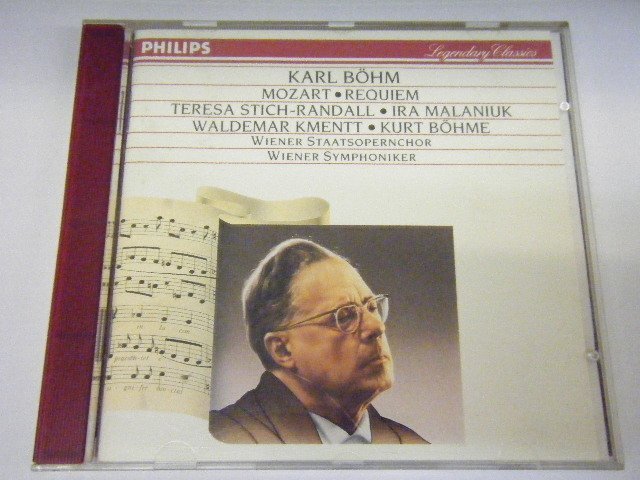 PHILIPS
Legendary Classics
KARL BÖHM
MOZART • REQUIEM
TERESA STICH-RANDALL • IRA MALANIUK
WALDEMAR KMENTT • KURT BÖHME
WIENER STAATSOPERNCHOR
WIENER SYMPHONIKER